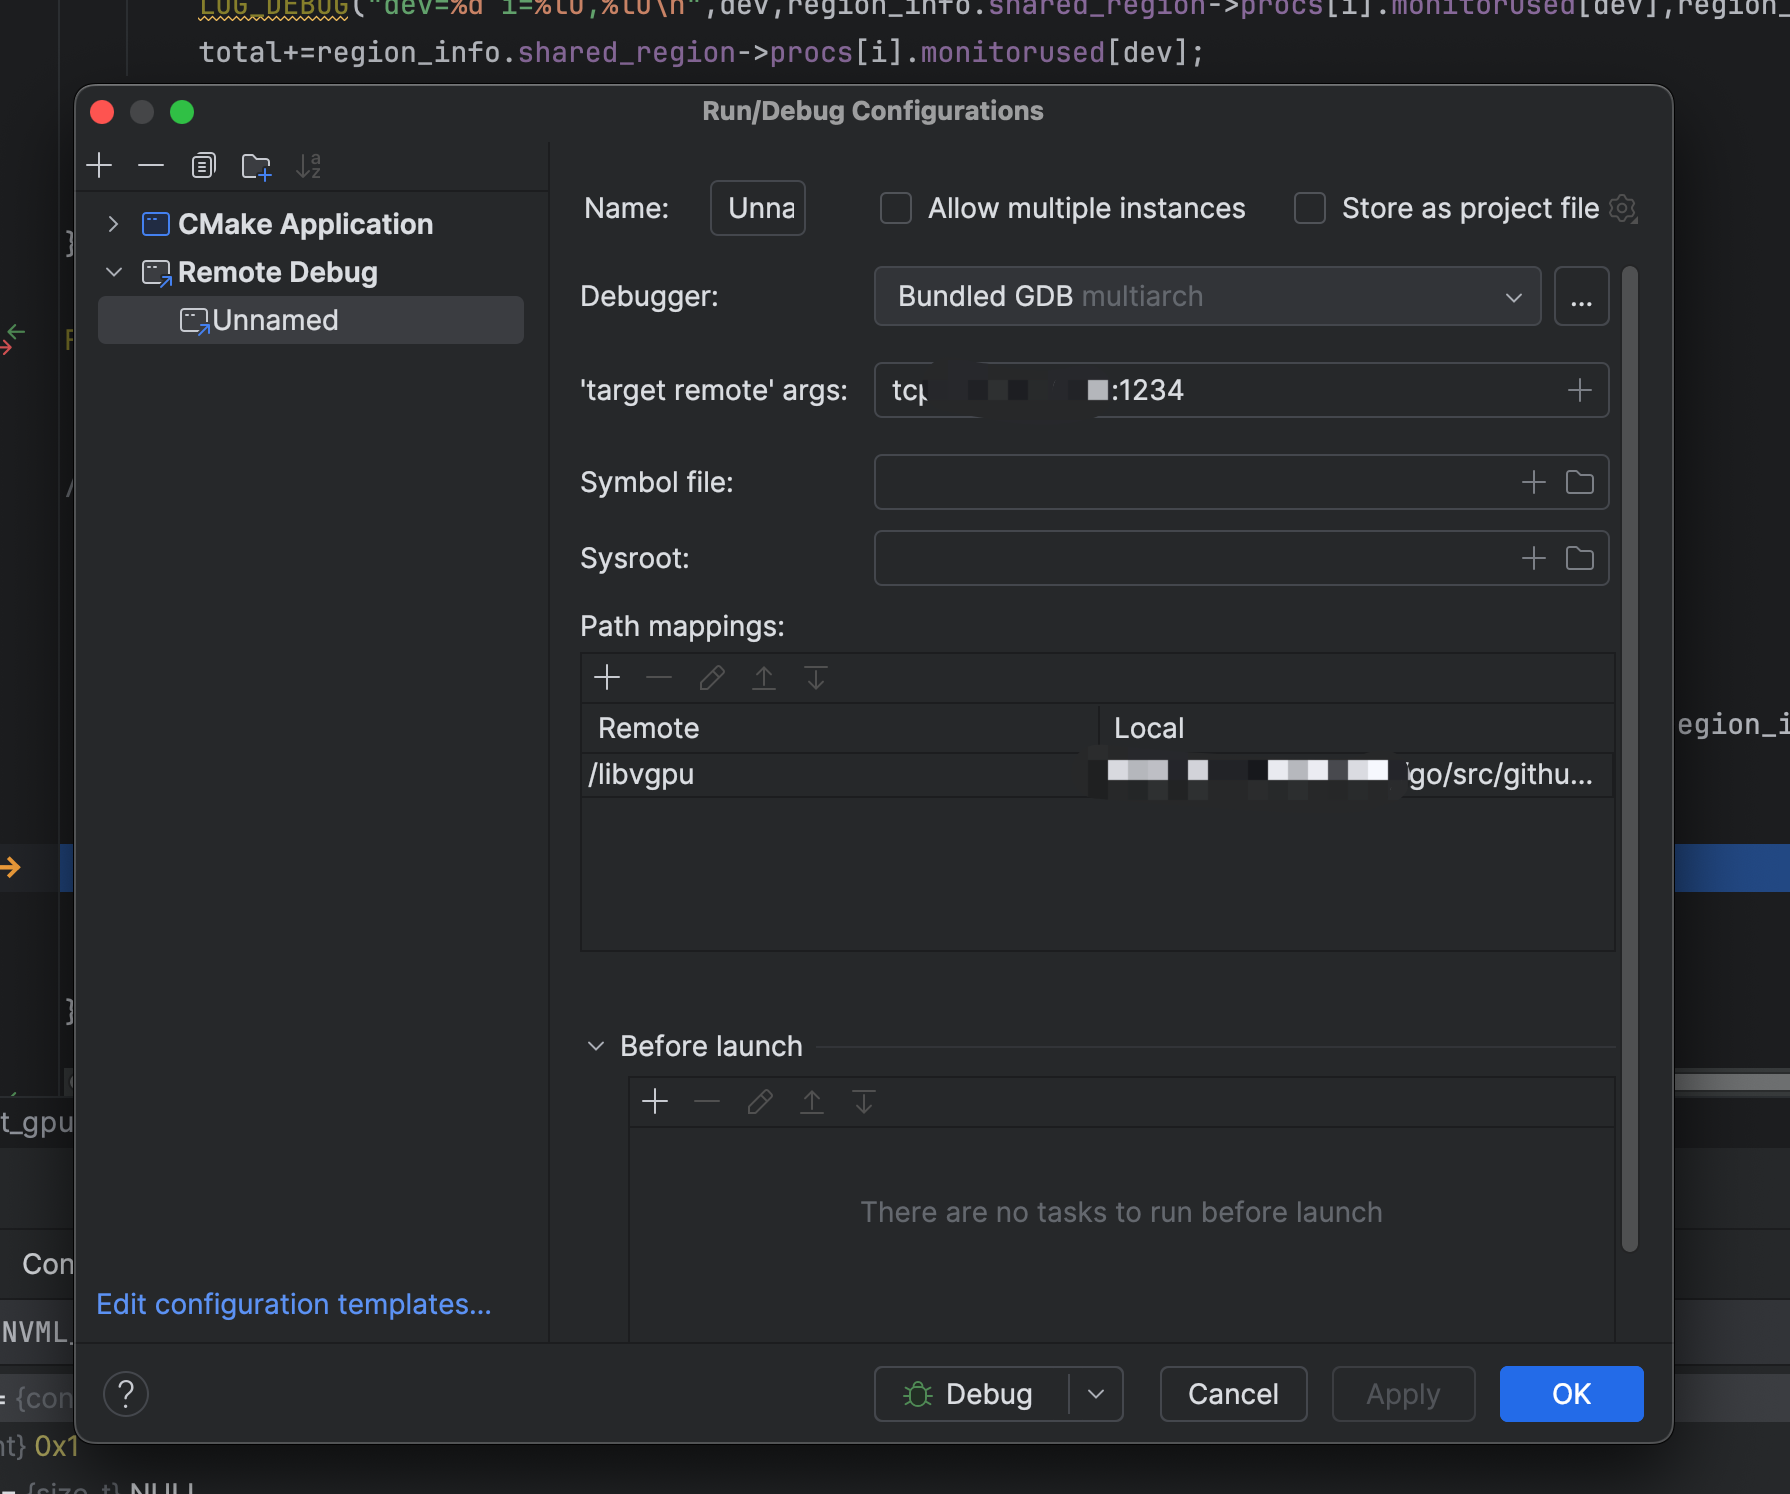 LOG_DEBUG("dev=%d i=%lu,%lu\n",dev,region_info.shared_region->procs[i].monitorused[dev],region_
total+=region_info.shared_region->procs[i].monitorused[dev];
Run/Debug Configurations
CMake Application
Remote Debug
Unnamed
Edit configuration templates...
Name:
Unna
Allow multiple instances
Store as project file
Debugger:
Bundled GDB multiarch
...
'target remote' args:
tcp
:1234
Symbol file:
Sysroot:
Path mappings:
Remote
Local
/libvgpu
go/src/githu...
Before launch
There are no tasks to run before launch
?
Debug
Cancel
Apply
OK
}
F
/
egion_i
}
t_gpu
Con
NVML_
= {con
nt} 0x1
= {size_t} NULL